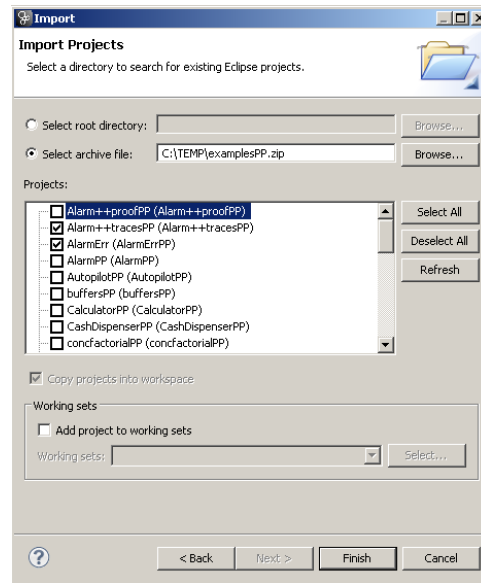 Import
Import Projects
Select a directory to search for existing Eclipse projects.
Select root directory:
Browse...
Select archive file:
C:\TEMP\examplesPP.zip
Browse...
Projects:
Alarm++proofPP (Alarm++proofPP)
Select All
Alarm++tracesPP (Alarm++tracesPP)
AlarmErr (AlarmErrPP)
Deselect All
AlarmPP (AlarmPP)
AutopilotPP (AutopilotPP)
Refresh
buffersPP (buffersPP)
CalculatorPP (CalculatorPP)
CashDispenserPP (CashDispenserPP)
concfactorialPP (concfactorialPP)
Copy projects into workspace
Working sets
Add project to working sets
Working sets:
Select...
?
< Back
Next >
Finish
Cancel